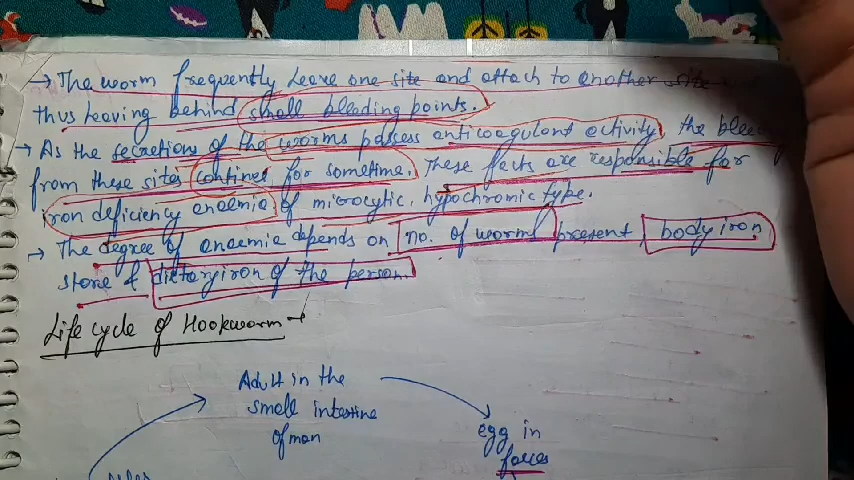 → The worm frequently Leave one site and attach to another site
thus Leaving behind small bleeding points.
→ As the secretions of the worms possess anticoagulant activity, the
from these sites continues for sometime. These facts are responsible for
iron deficiency anaemia of microcytic, hypochromic type.
→ The degree of anaemia depends on no. of worms present, body iron
store & dietary iron of the person.
Life cycle of Hookworm →
Adult in the
small intestine
of man
egg in
faeces